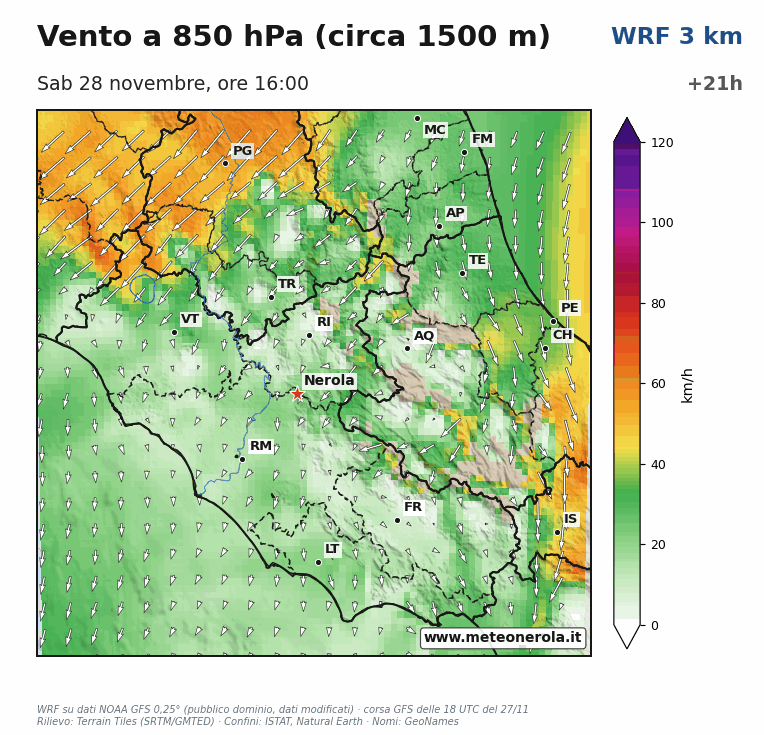 Vento a 850 hPa (circa 1500 m)
WRF 3 km
Sab 28 novembre, ore 16:00
+21h
MC
FM
PG
AP
TE
TR
PE
VT
RI
AQ
CH
Nerola
RM
FR
IS
LT
www.meteonerola.it
120
100
80
60
40
20
0
km/h
WRF su dati NOAA GFS 0,25° (pubblico dominio, dati modificati) · corsa GFS delle 18 UTC del 27/11
Rilievo: Terrain Tiles (SRTM/GMTED) · Confini: ISTAT, Natural Earth · Nomi: GeoNames